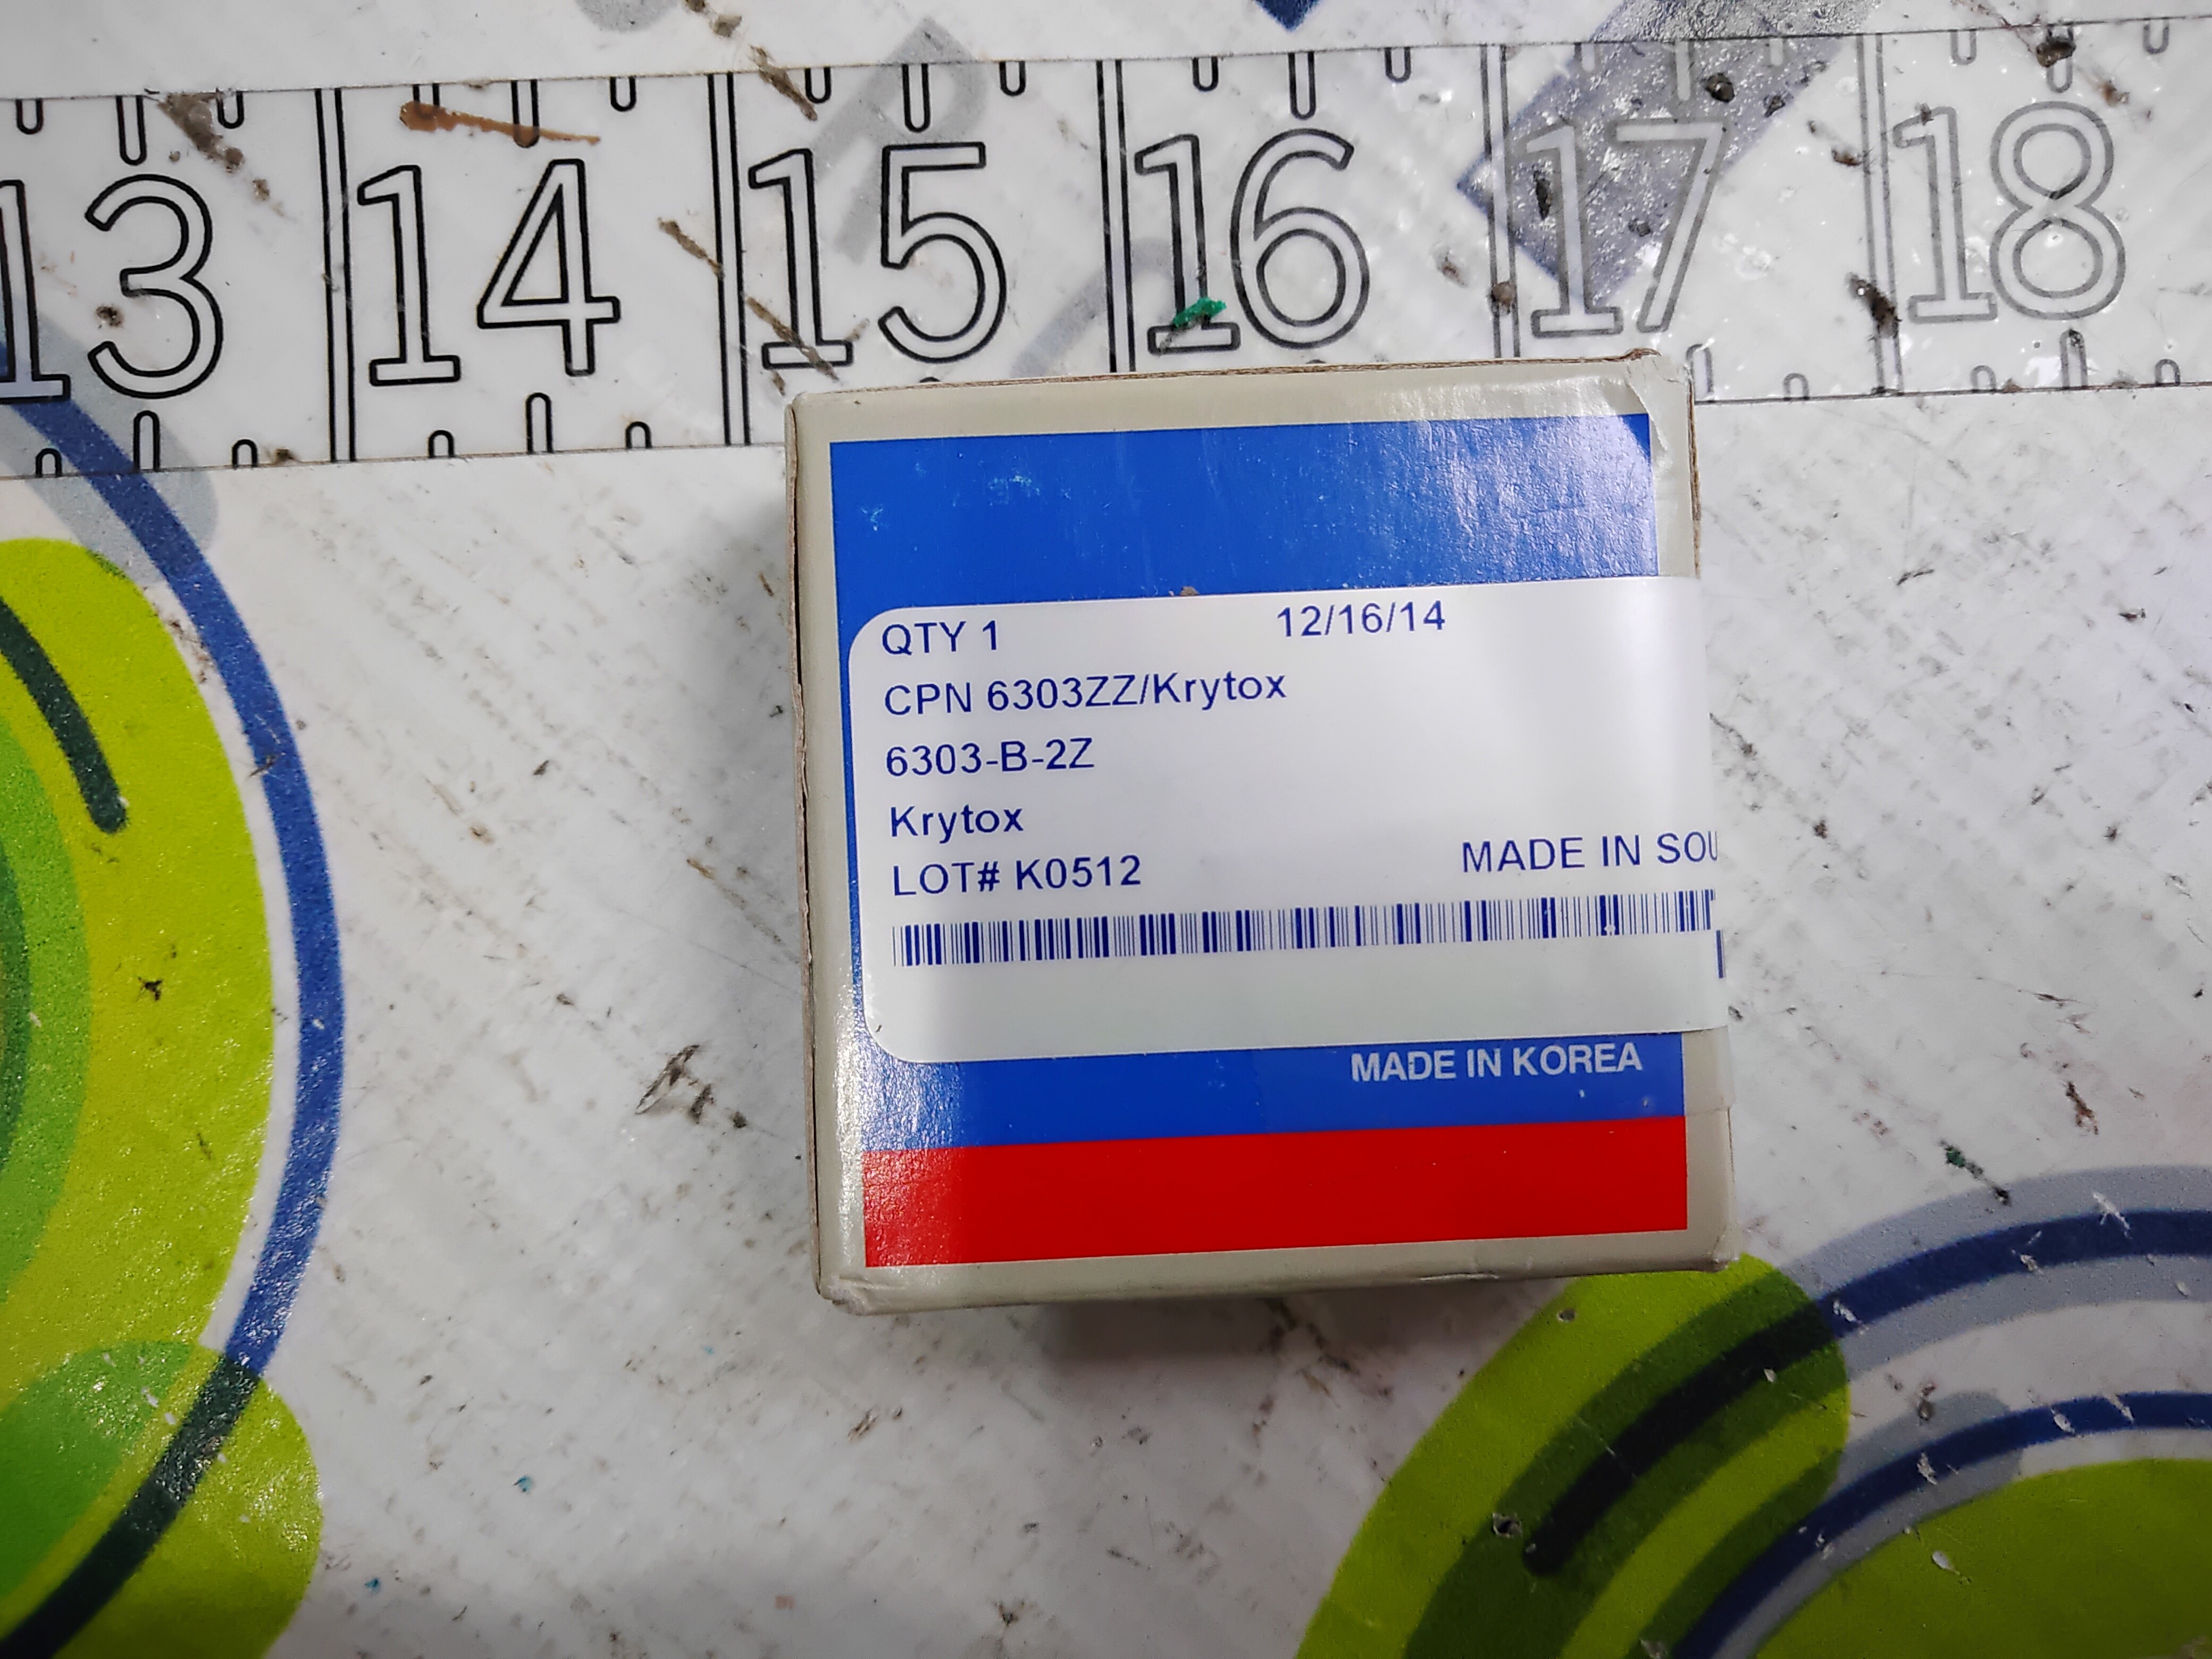 13 14 15 16 17 18
QTY 1 12/16/14
CPN 6303ZZ/Krytox
6303-B-2Z
Krytox
LOT# K0512 MADE IN SOU
MADE IN KOREA